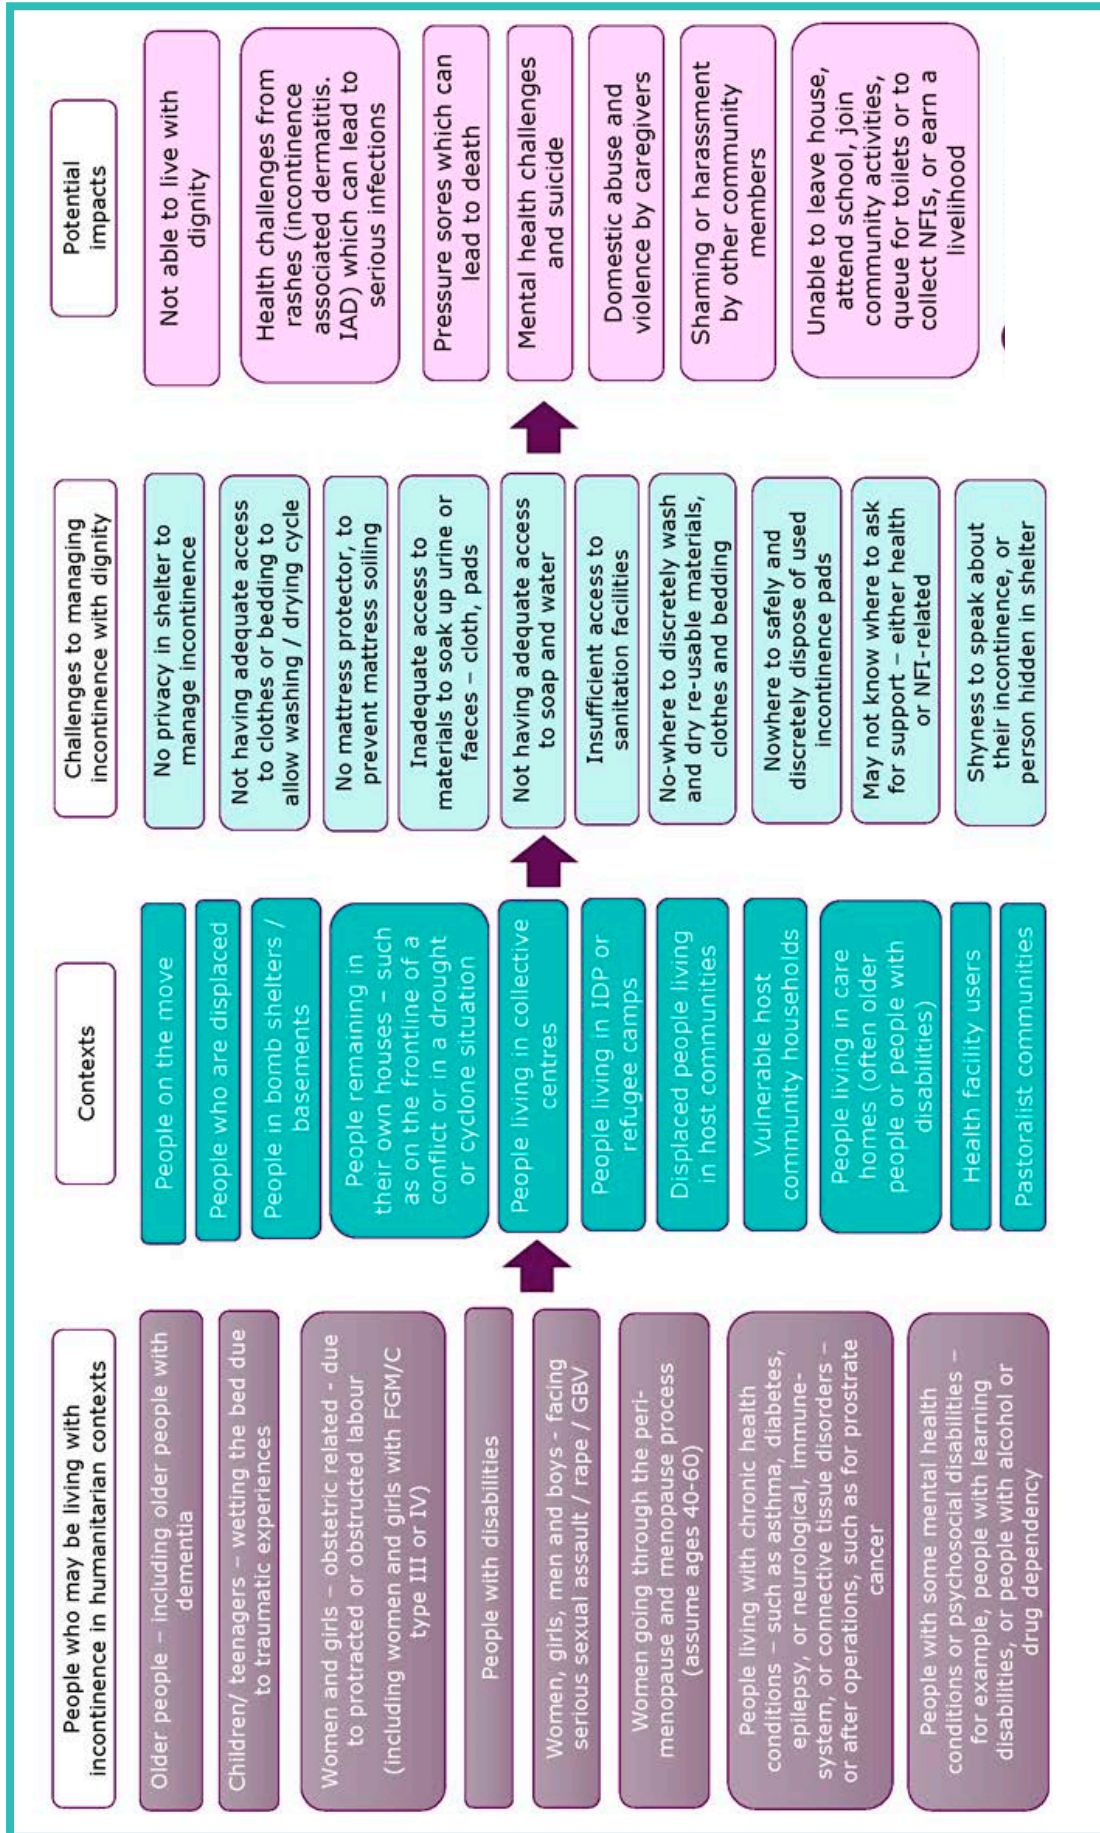 People who may be living with
incontinence in humanitarian contexts
Older people – including older people with
dementia
Children/ teenagers – wetting the bed due
to traumatic experiences
Women and girls – obstetric related - due
to protracted or obstructed labour
(including women and girls with FGM/C
type III or IV)
People with disabilities
Women, girls, men and boys - facing
serious sexual assault / rape / GBV
Women going through the peri-
menopause and menopause process
(assume ages 40-60)
People living with chronic health
conditions – such as asthma, diabetes,
epilepsy, or neurological, immune-
system, or connective tissue disorders –
or after operations, such as for prostrate
cancer
People with some mental health
conditions or psychosocial disabilities –
for example, people with learning
disabilities, or people with alcohol or
drug dependency
Contexts
People on the move
People who are displaced
People in bomb shelters /
basements
People remaining in
their own houses – such
as on the frontline of a
conflict or in a drought
or cyclone situation
People living in collective
centres
People living in IDP or
refugee camps
Displaced people living
in host communities
Vulnerable host
community households
People living in care
homes (often older
people or people with
disabilities)
Health facility users
Pastoralist communities
Challenges to managing
incontinence with dignity
No privacy in shelter to
manage incontinence
Not having adequate access
to clothes or bedding to
allow washing / drying cycle
No mattress protector, to
prevent mattress soiling
Inadequate access to
materials to soak up urine or
faeces – cloth, pads
Not having adequate access
to soap and water
Insufficient access to
sanitation facilities
No-where to discretely wash
and dry re-usable materials,
clothes and bedding
Nowhere to safely and
discretely dispose of used
incontinence pads
May not know where to ask
for support – either health
or NFI-related
Shyness to speak about
their incontinence, or
person hidden in shelter
Potential
impacts
Not able to live with
dignity
Health challenges from
rashes (incontinence
associated dermatitis.
IAD) which can lead to
serious infections
Pressure sores which can
lead to death
Mental health challenges
and suicide
Domestic abuse and
violence by caregivers
Shaming or harassment
by other community
members
Unable to leave house,
attend school, join
community activities,
queue for toilets or to
collect NFIs, or earn a
livelihood